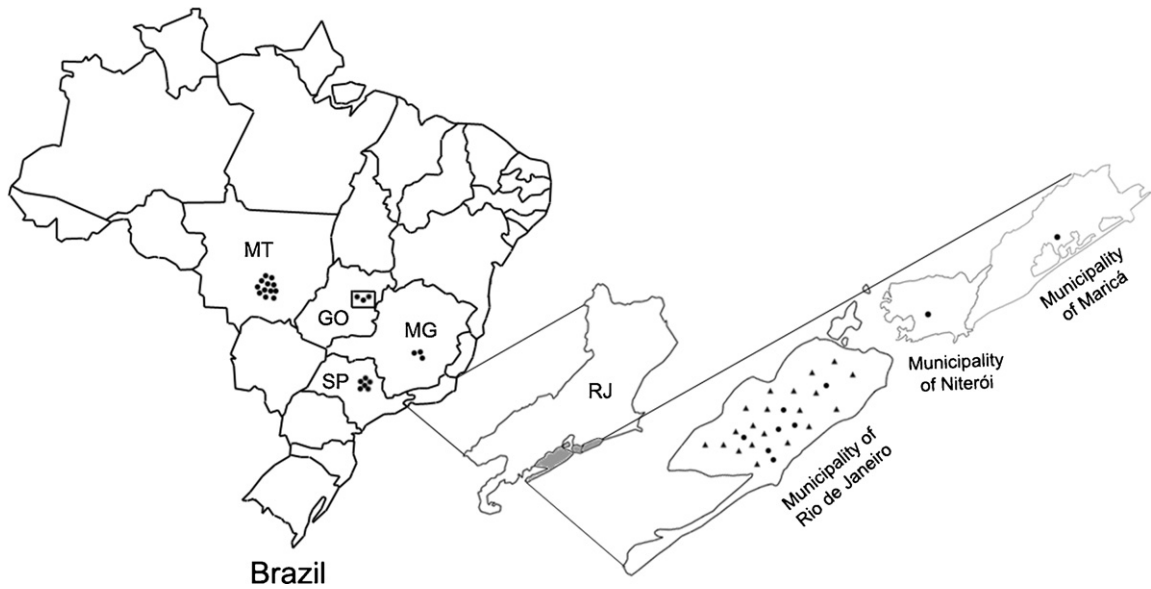 MT
GO
MG
SP
RJ
Brazil
Municipality of
Rio de Janeiro
Municipality
of Niterói
Municipality
of Maricá